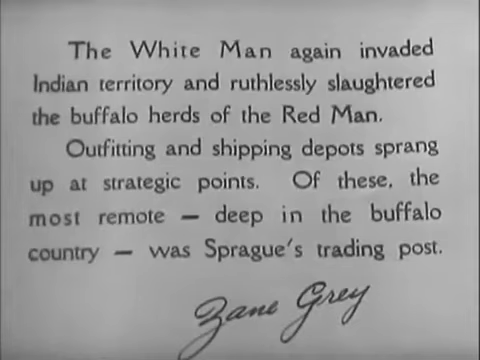 The White Man again invaded
Indian territory and ruthlessly slaughtered
the buffalo herds of the Red Man.
Outfitting and shipping depots sprang
up at strategic points. Of these, the
most remote — deep in the buffalo
country — was Sprague's trading post.
Zane Grey